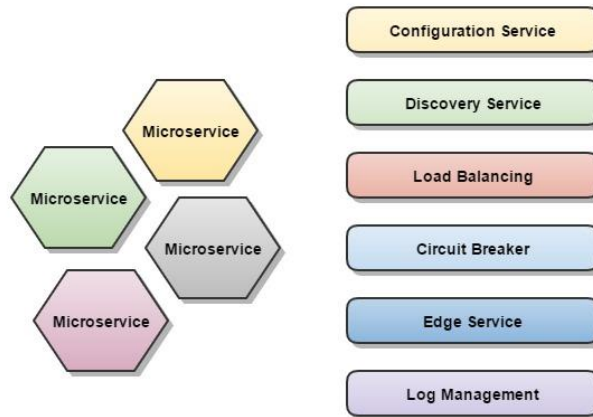 Configuration Service
Microservice
Discovery Service
Microservice
Load Balancing
Microservice
Circuit Breaker
Microservice
Edge Service
Log Management